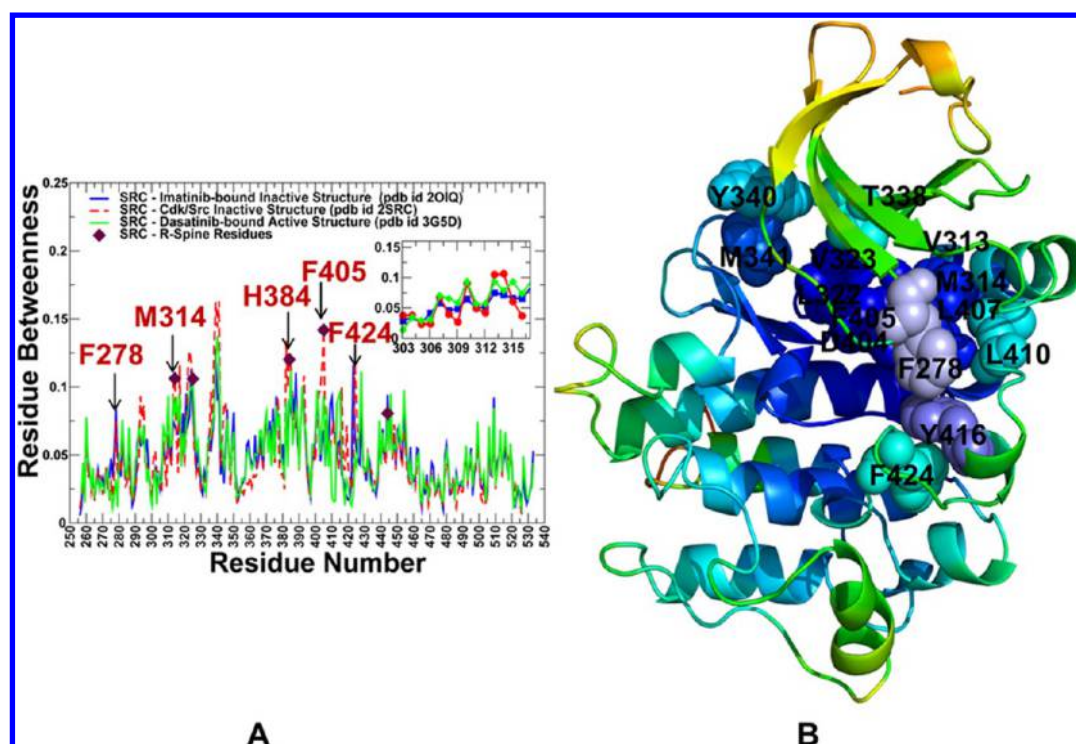 Residue Betweenness
0.25
0.2
0.15
0.1
0.05
0
SRC - Imatinib-bound Inactive Structure (pdb id 2OIQ)
SRC - Cdk/Src Inactive Structure (pdb id 2SRC)
SRC - Dasatinib-bound Active Structure (pdb id 3G5D)
SRC - R-Spine Residues
0.15
0.10
0.05
0.00
303 306 309 312 315
F405
H384
F424
M314
F278
250 260 270 280 290 300 310 320 330 340 350 360 370 380 390 400 410 420 430 440 450 460 470 480 490 500 510 520 530 540
Residue Number
A
Y340
T338
M341
V323
V313
M314
L322
L407
F405
D404
L410
F278
Y416
F424
B